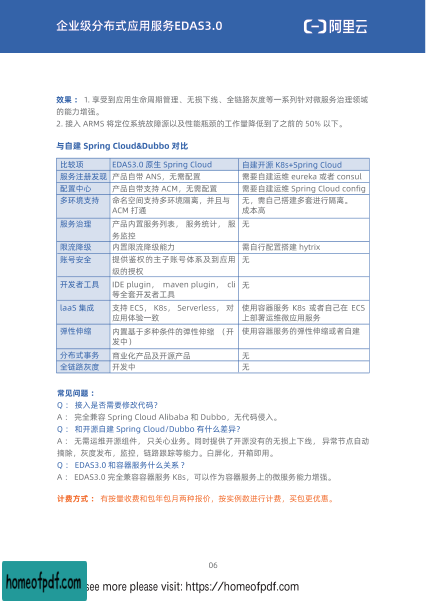 企业级分布式应用服务EDAS3.0
阿里云
效果： 1. 享受到应用生命周期管理、无损下线、全链路灰度等一系列针对微服务治理领域
的能力增强。
2. 接入 ARMS 将定位系统故障源以及性能瓶颈的工作量降低到了之前的 50% 以下。
与自建 Spring Cloud&Dubbo 对比
比较项 EDAS3.0 原生 Spring Cloud 自建开源 K8s+Spring Cloud
服务注册发现 产品自带 ANS，无需配置 需要自建运维 eureka 或者 consul
配置中心 产品自带支持 ACM，无需配置 需要自建运维 Spring Cloud config
多环境支持 命名空间支持多环境隔离，并且与 无，需自己搭建多套进行隔离。
ACM 打通 成本高
服务治理 产品内置服务列表， 服务统计， 服 无
务监控
限流降级 内置限流降级能力 需自行配置搭建 hytrix
账号安全 提供鉴权的主子账号体系及到应用 无
级的授权
开发者工具 IDE plugin， maven plugin， cli 无
等全套开发者工具
IaaS 集成 支持 ECS， K8s， Serverless， 对 使用容器服务 K8s 或者自己在 ECS
应用体验一致 上部署运维微应用服务
弹性伸缩 内置基于多种条件的弹性伸缩 （开 使用容器服务的弹性伸缩或者自建
发中）
分布式事务 商业化产品及开源产品 无
全链路灰度 开发中 无
常见问题：
Q ： 接入是否需要修改代码?
A ： 完全兼容 Spring Cloud Alibaba 和 Dubbo，无代码侵入。
Q ： 和开源自建 Spring Cloud/Dubbo 有什么差异?
A ： 无需运维开源组件， 只关心业务。同时提供了开源没有的无损上下线， 异常节点自动
摘除，灰度发布，监控，链路跟踪等能力。白屏化，开箱即用。
Q ： EDAS3.0 和容器服务什么关系？
A ： EDAS3.0 完全兼容容器服务 K8s，可以作为容器服务上的微服务能力增强。
计费方式： 有按量收费和包年包月两种报价，按实例数进行计费，买包更优惠。
06
homeofpdf.com
see more please visit: https://homeofpdf.com